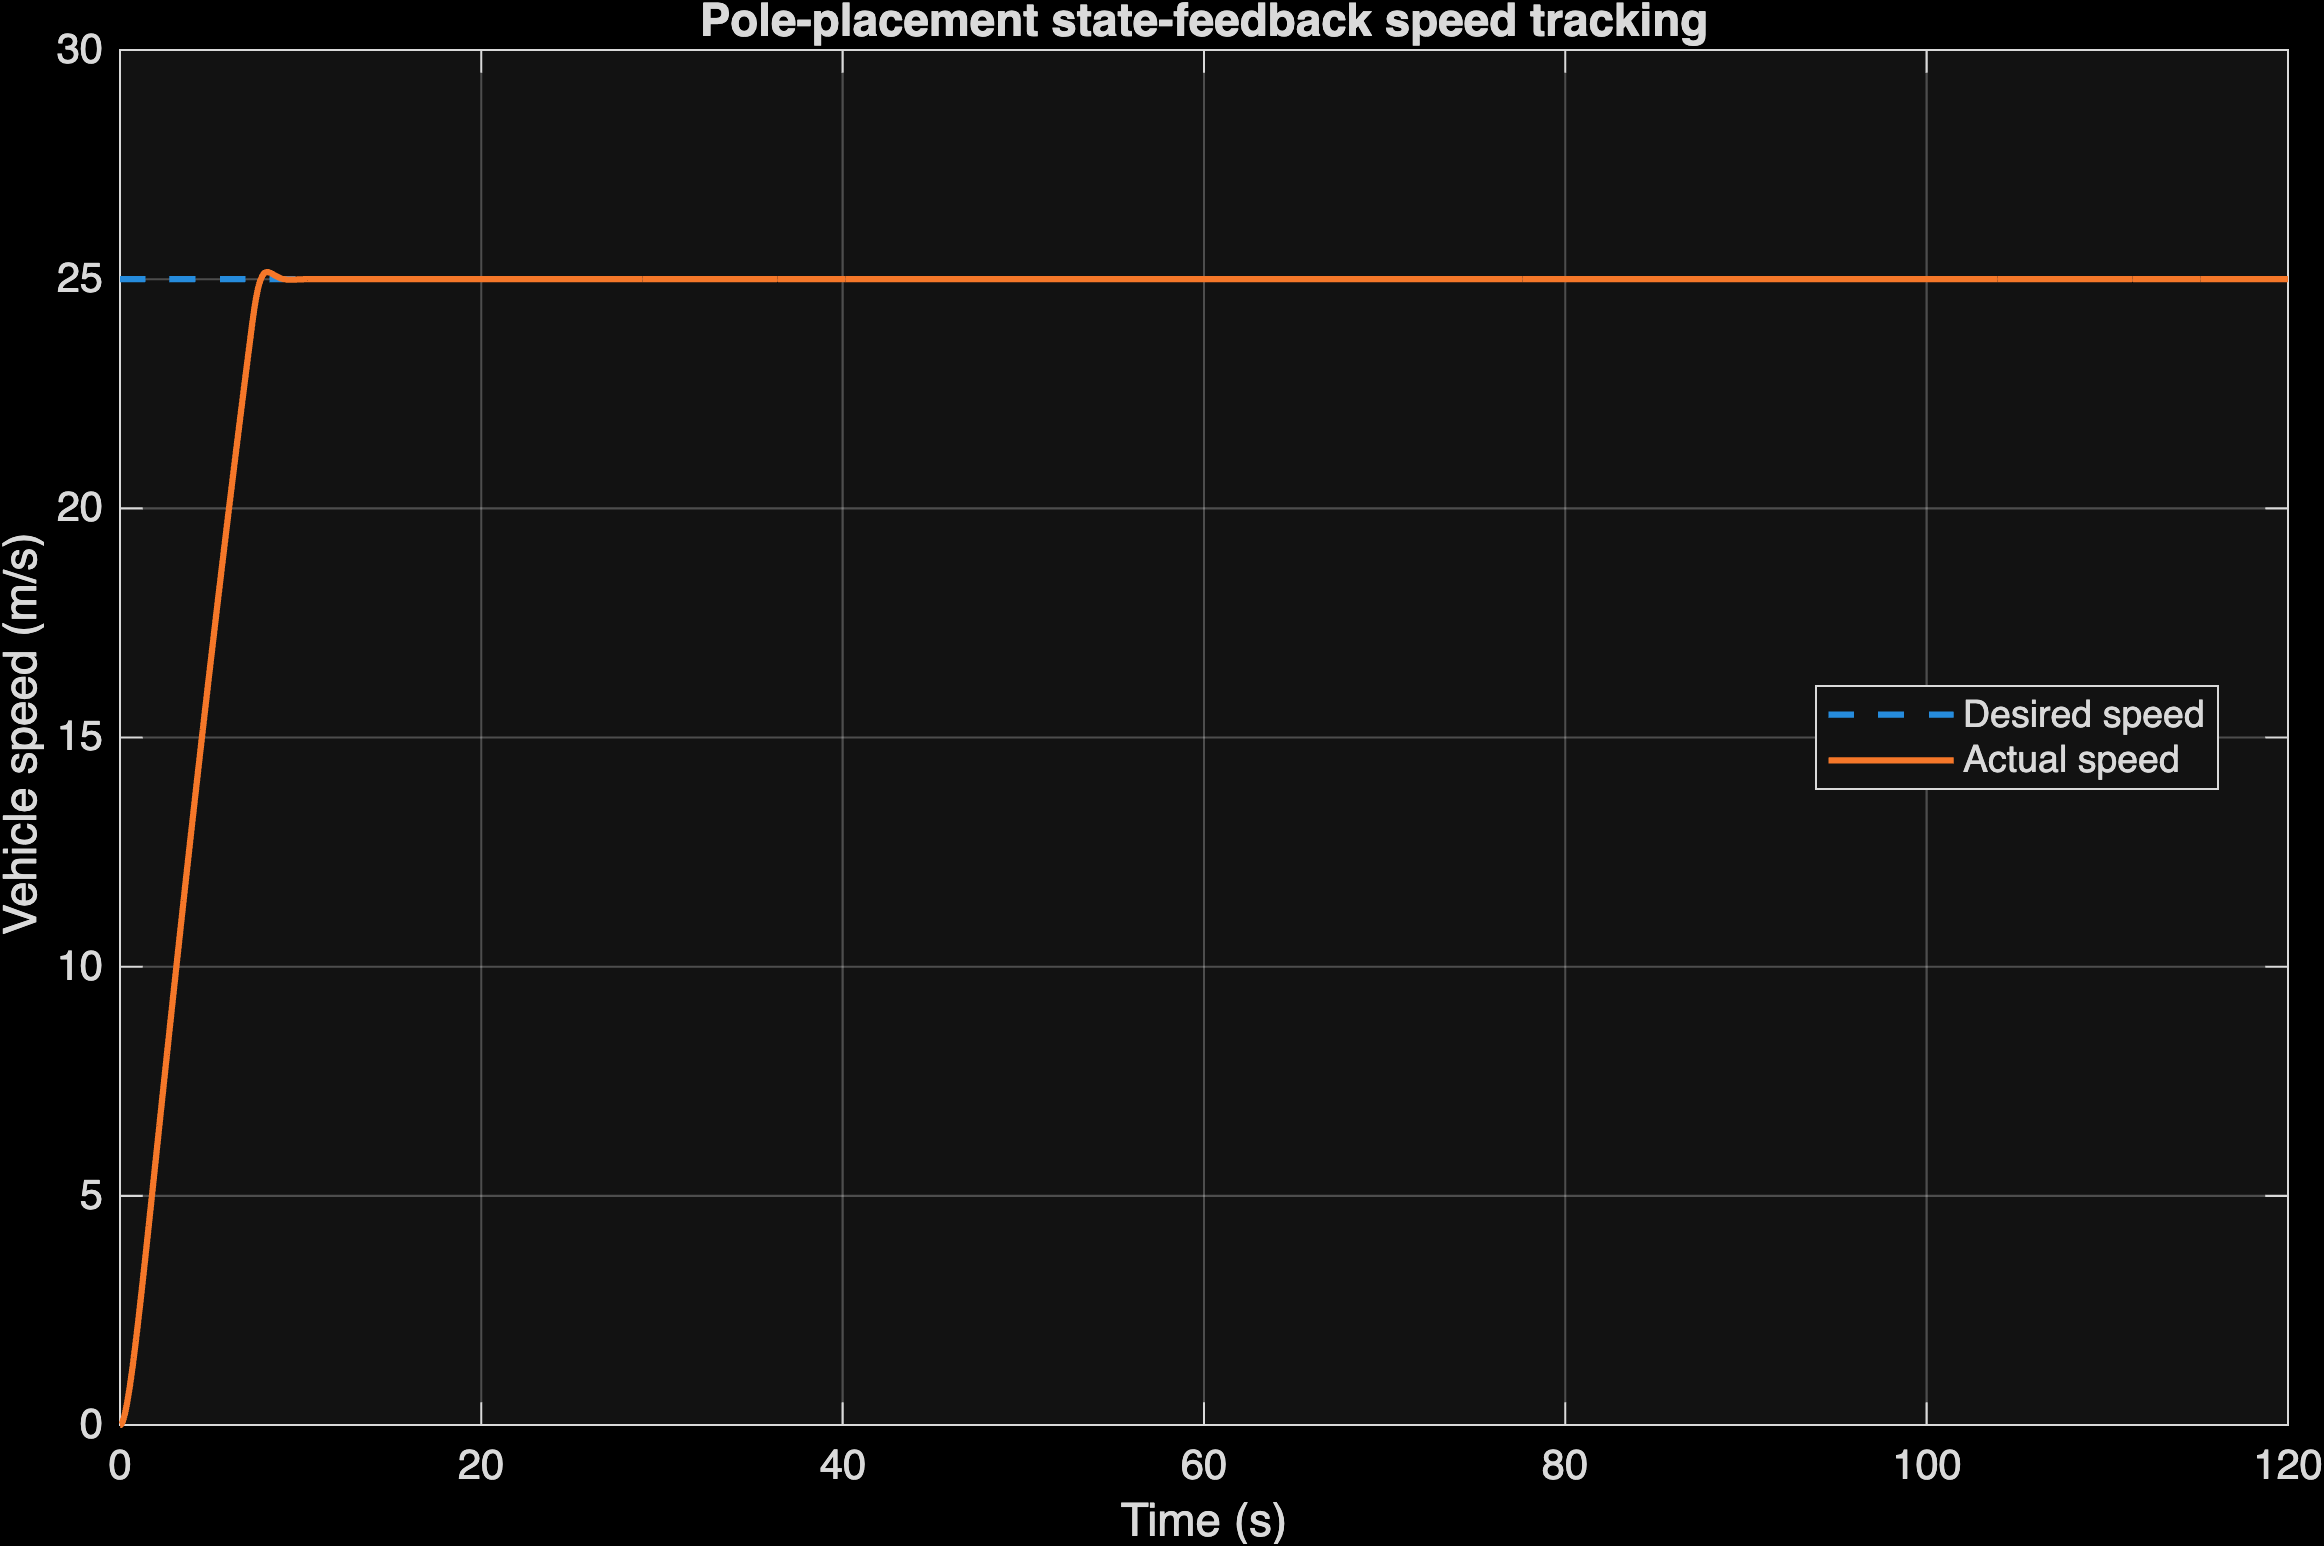 Pole-placement state-feedback speed tracking
30
25
20
15
10
5
0
Vehicle speed (m/s)
Desired speed
Actual speed
0 20 40 60 80 100 120
Time (s)